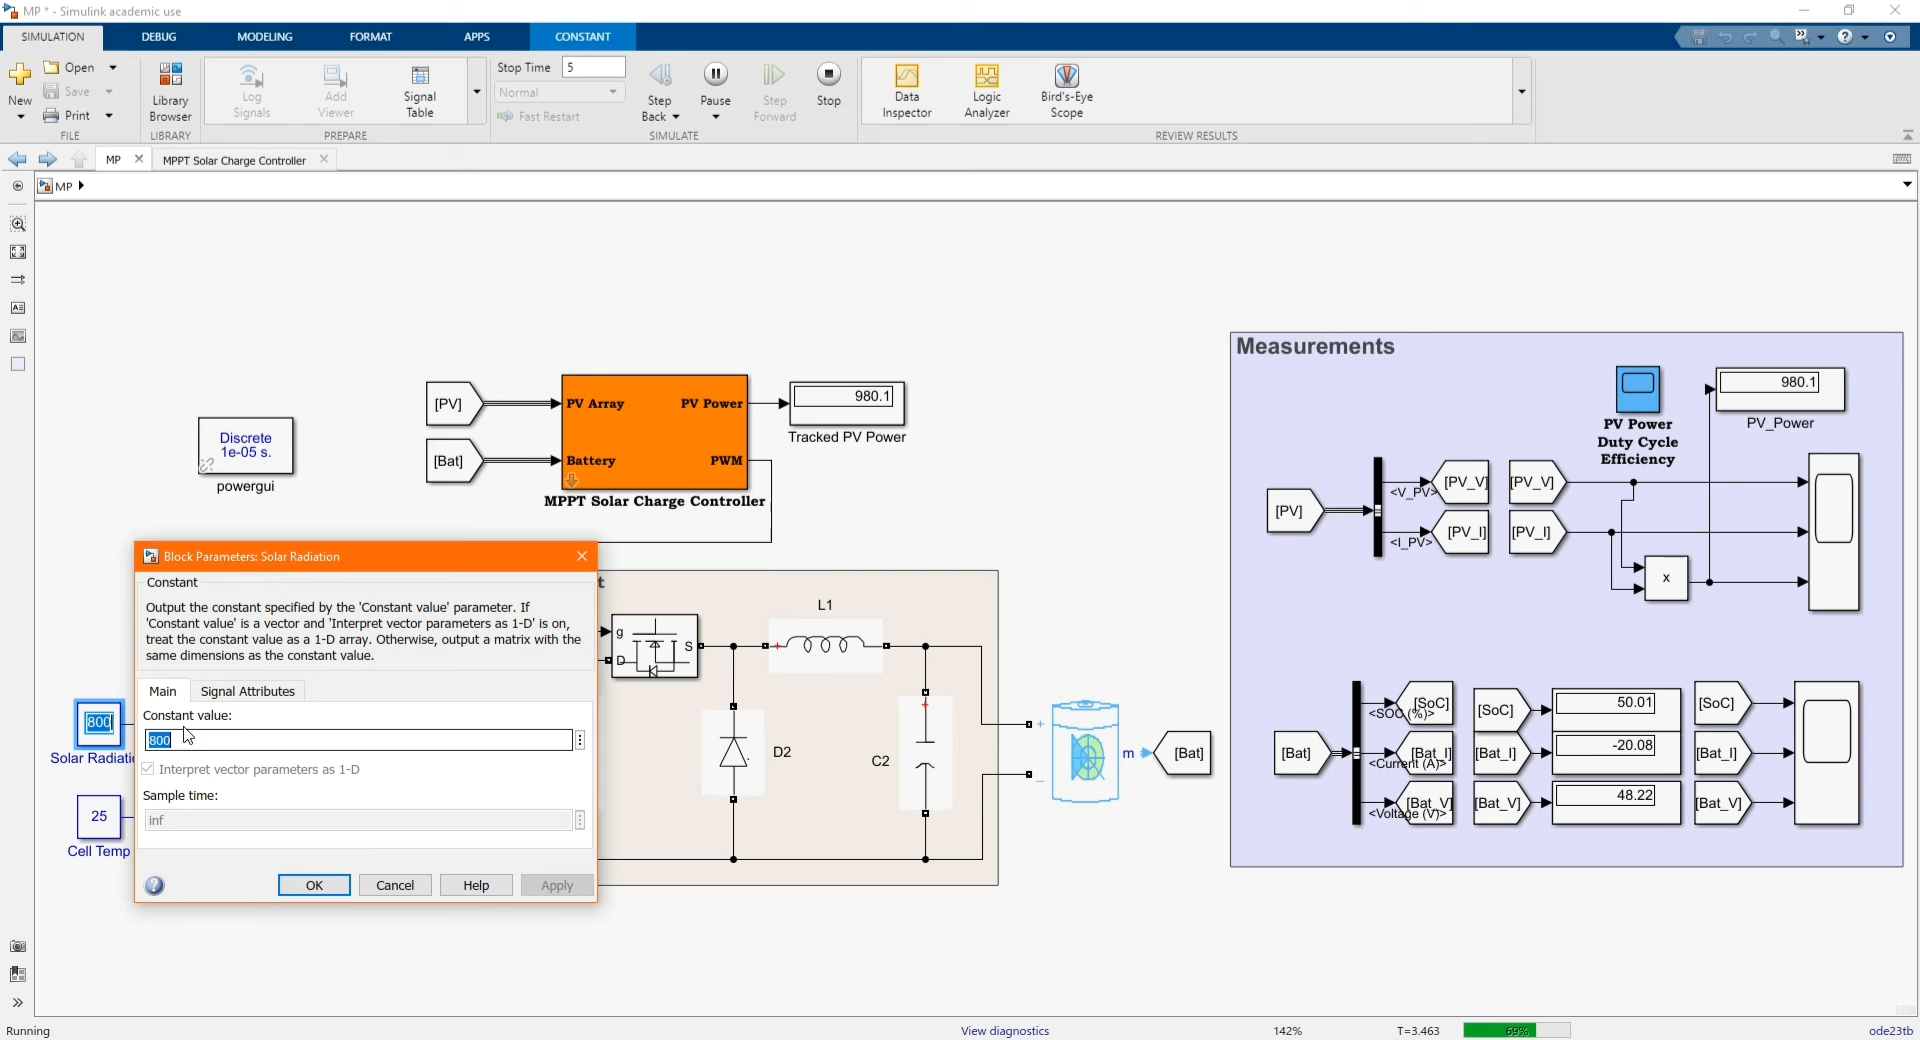 MP * - Simulink academic use
SIMULATION
DEBUG
MODELING
FORMAT
APPS
CONSTANT
New
Open
Save
Print
FILE
Library
Browser
LIBRARY
Log
Signals
Add
Viewer
Signal
Table
PREPARE
Stop Time 5
Normal
Fast Restart
Step
Back
Pause
Step
Forward
Stop
SIMULATE
Data
Inspector
Logic
Analyzer
Bird's-Eye
Scope
REVIEW RESULTS
MP
MPPT Solar Charge Controller
MP
Discrete
1e-05 s.
powergui
[PV]
[Bat]
PV Array
PV Power
Battery
PWM
MPPT Solar Charge Controller
980.1
Tracked PV Power
Block Parameters: Solar Radiation
Constant
Output the constant specified by the 'Constant value' parameter. If
'Constant value' is a vector and 'Interpret vector parameters as 1-D' is on,
treat the constant value as a 1-D array. Otherwise, output a matrix with the
same dimensions as the constant value.
Main
Signal Attributes
Constant value:
800
Interpret vector parameters as 1-D
Sample time:
inf
OK
Cancel
Help
Apply
800
Solar Radiati
25
Cell Temp
t
g
D
S
L1
D2
C2
+
−
m
[Bat]
Measurements
PV Power
Duty Cycle
Efficiency
980.1
PV_Power
[PV]
<V_PV>
<I_PV>
[PV_V]
[PV_I]
[PV_V]
[PV_I]
x
[Bat]
<SOC (%)>
<Current (A)>
<Voltage (V)>
[SoC]
[Bat_I]
[Bat_V]
[SoC]
[Bat_I]
[Bat_V]
50.01
-20.08
48.22
[SoC]
[Bat_I]
[Bat_V]
Running
View diagnostics
142%
T=3.463
69%
ode23tb